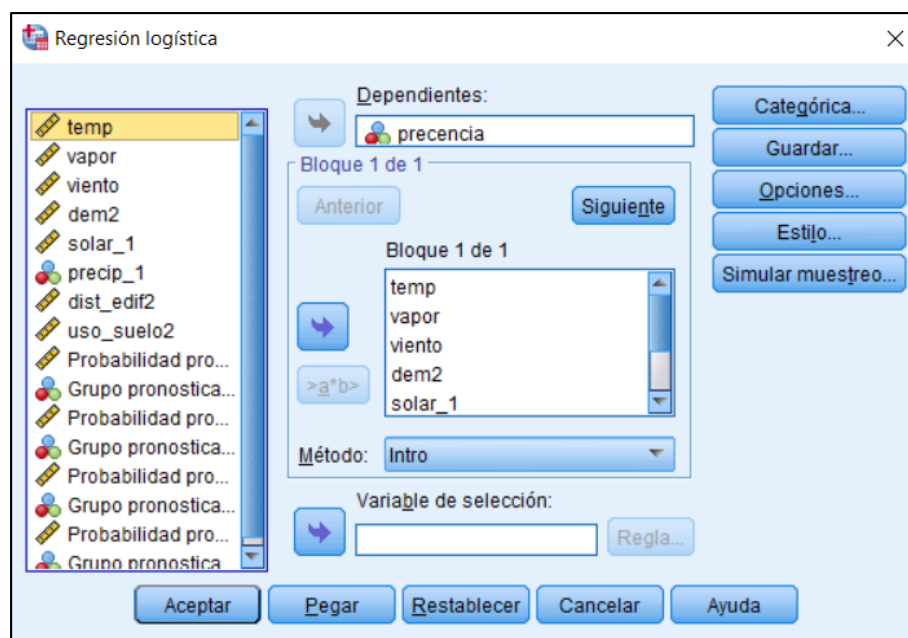 Regresión logística
temp
vapor
viento
dem2
solar_1
precip_1
dist_edif2
uso_suelo2
Probabilidad pro...
Grupo pronostica...
Probabilidad pro...
Grupo pronostica...
Probabilidad pro...
Grupo pronostica...
Probabilidad pro...
Grupo pronostica
Dependientes:
precencia
Bloque 1 de 1
Anterior
Siguiente
Bloque 1 de 1
temp
vapor
viento
dem2
solar_1
>a*b>
Método: Intro
Variable de selección:
Regla...
Categórica...
Guardar...
Opciones...
Estilo...
Simular muestreo...
Aceptar
Pegar
Restablecer
Cancelar
Ayuda